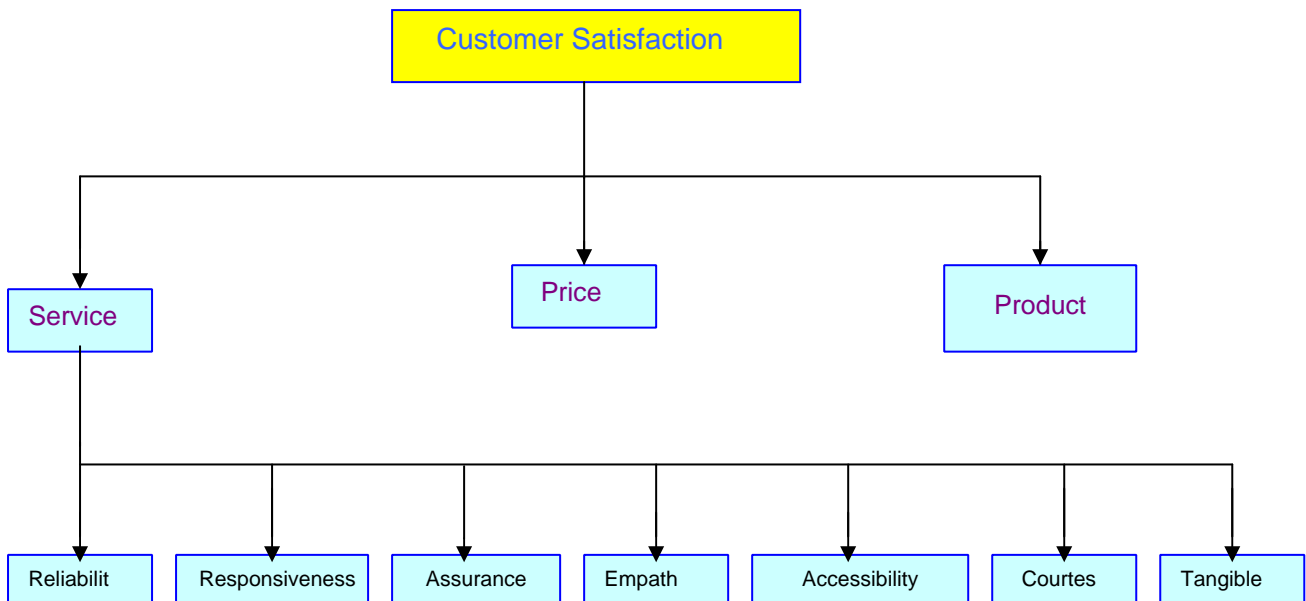 Customer Satisfaction
Service
Price
Product
Reliabilit
Responsiveness
Assurance
Empath
Accessibility
Courtes
Tangible